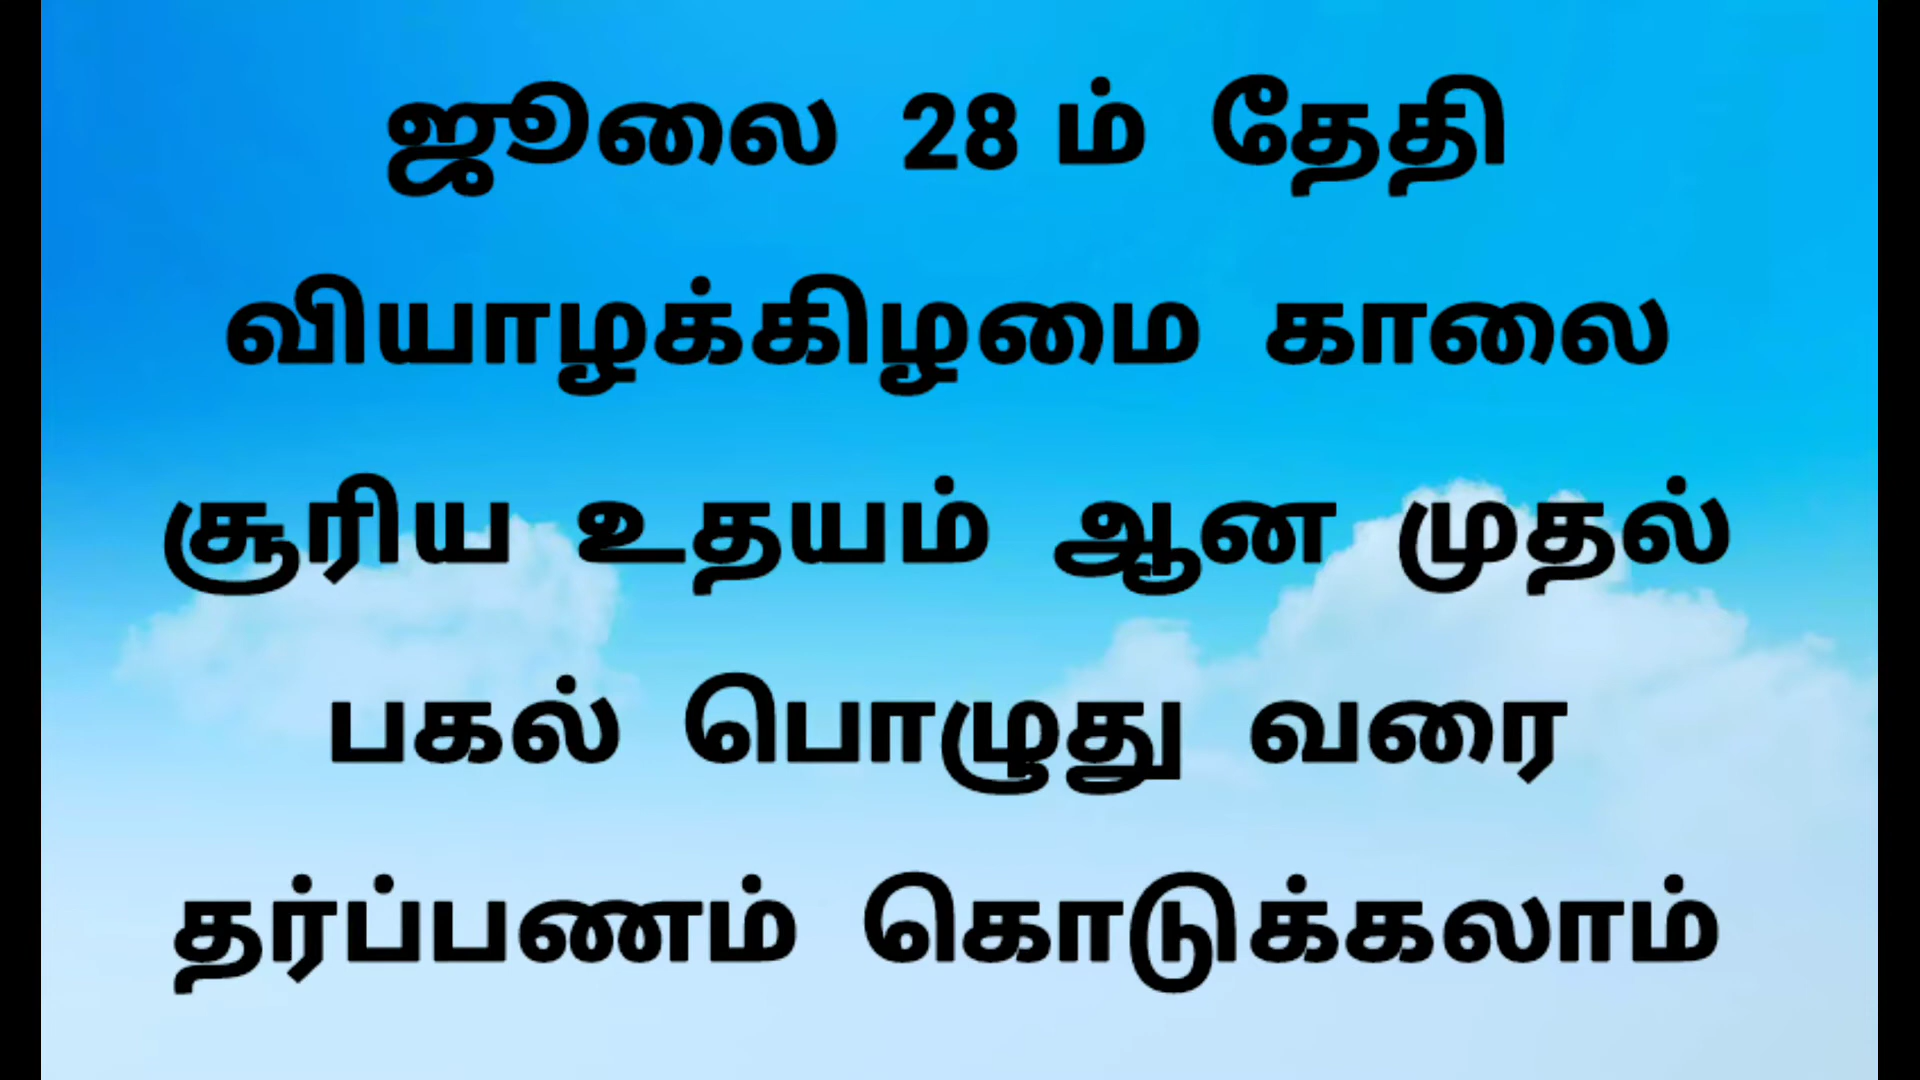 ஜூலை 28 ம் தேதி
வியாழக்கிழமை காலை
சூரிய உதயம் ஆன முதல்
பகல் பொழுது வரை
தர்ப்பணம் கொடுக்கலாம்